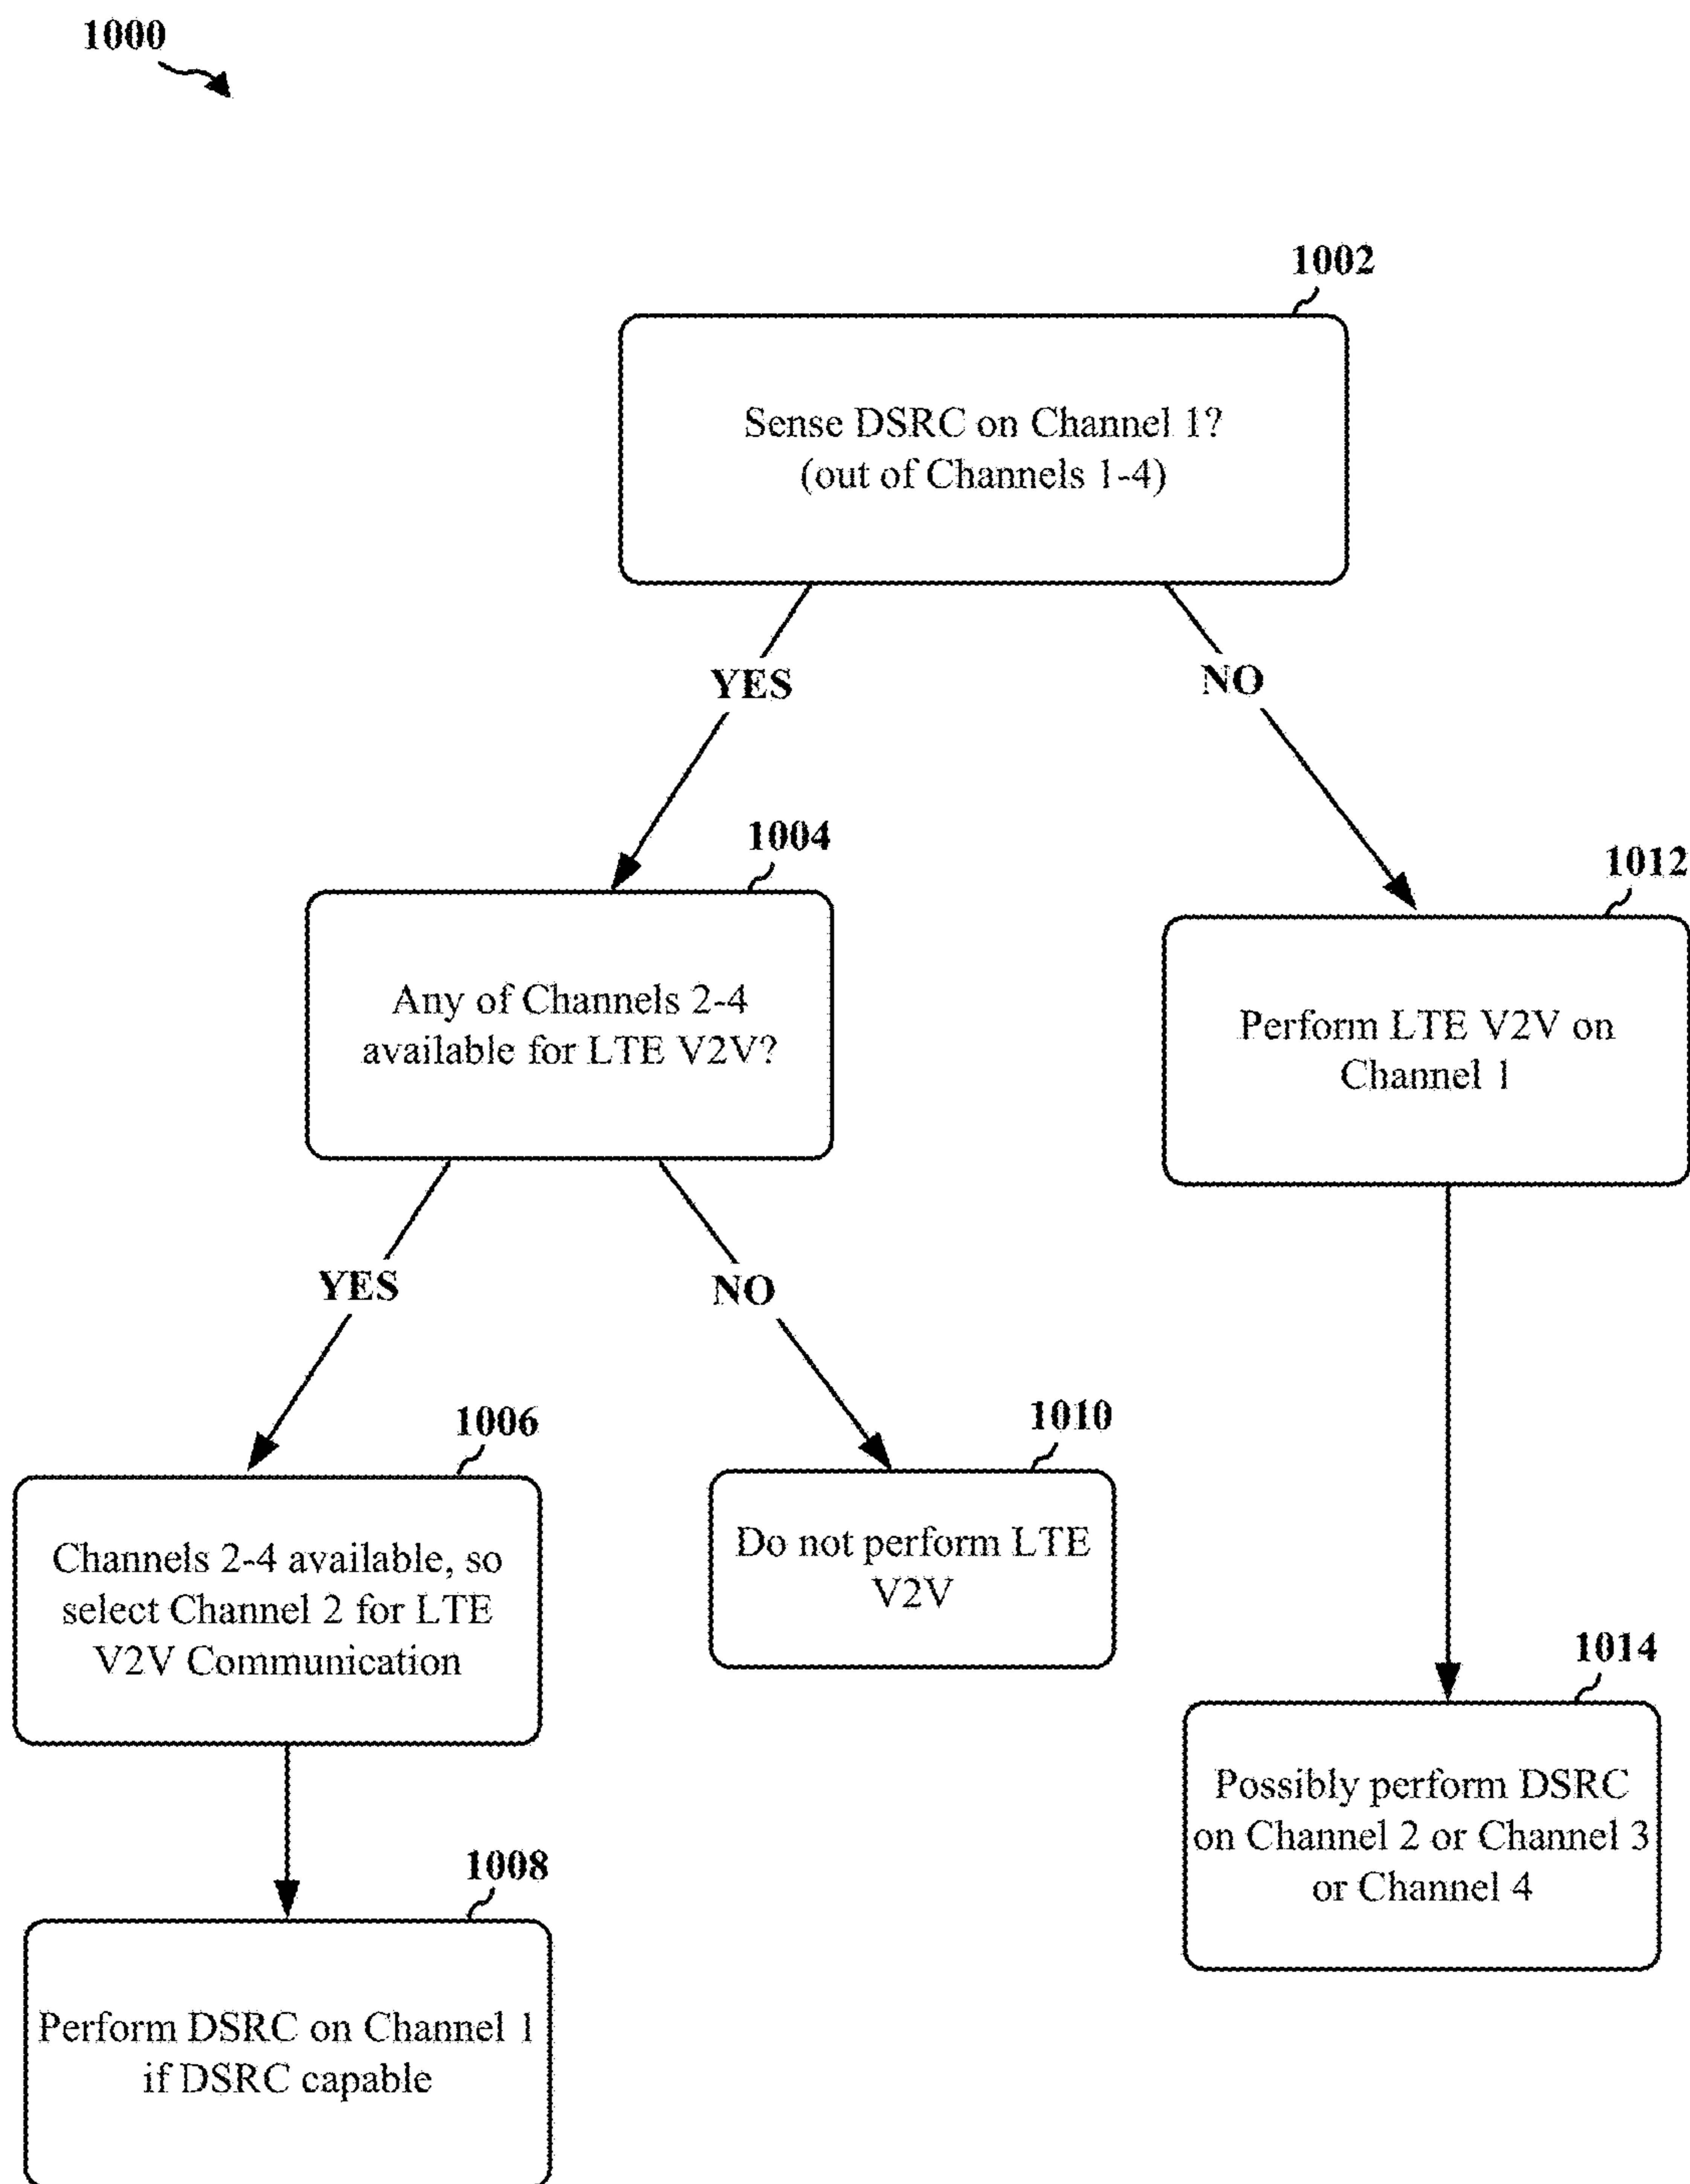 1000
1002
Sense DSRC on Channel 1?
(out of Channels 1-4)
YES
NO
1004
1012
Any of Channels 2-4
available for LTE V2V?
Perform LTE V2V on
Channel 1
YES
NO
1006
1010
Channels 2-4 available, so
select Channel 2 for LTE
V2V Communication
Do not perform LTE
V2V
1014
Possibly perform DSRC
on Channel 2 or Channel 3
or Channel 4
1008
Perform DSRC on Channel 1
if DSRC capable